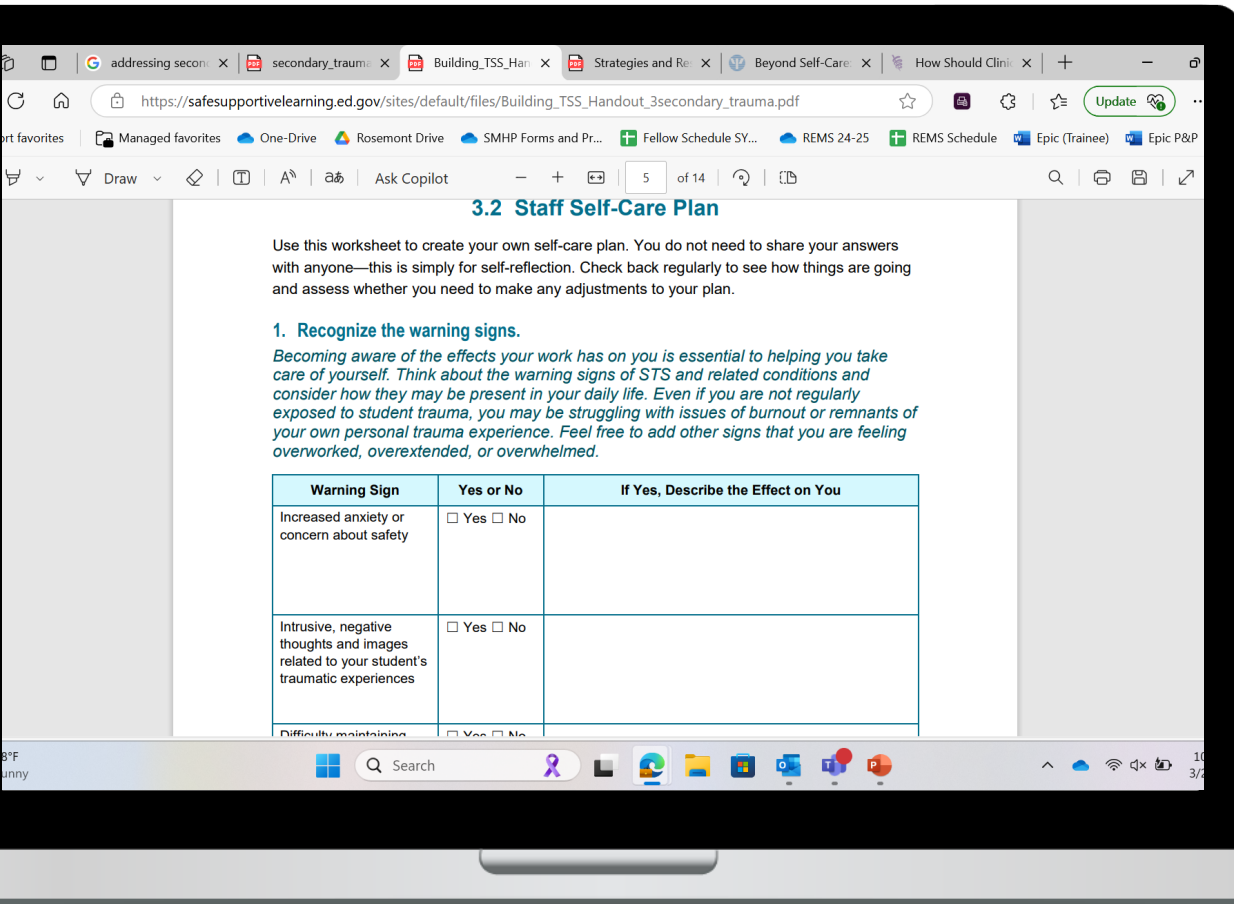 addressing secon
secondary_trauma
Building_TSS_Han
Strategies and Re
Beyond Self-Care
How Should Clinic
https://safesupportivelearning.ed.gov/sites/default/files/Building_TSS_Handout_3secondary_trauma.pdf
Update
ort favorites
Managed favorites
One-Drive
Rosemont Drive
SMHP Forms and Pr...
Fellow Schedule SY...
REMS 24-25
REMS Schedule
Epic (Trainee)
Epic P&P
Draw
Ask Copilot
5 of 14
3.2 Staff Self-Care Plan
Use this worksheet to create your own self-care plan. You do not need to share your answers
with anyone—this is simply for self-reflection. Check back regularly to see how things are going
and assess whether you need to make any adjustments to your plan.
1. Recognize the warning signs.
Becoming aware of the effects your work has on you is essential to helping you take
care of yourself. Think about the warning signs of STS and related conditions and
consider how they may be present in your daily life. Even if you are not regularly
exposed to student trauma, you may be struggling with issues of burnout or remnants of
your own personal trauma experience. Feel free to add other signs that you are feeling
overworked, overextended, or overwhelmed.
Warning Sign
Yes or No
If Yes, Describe the Effect on You
Increased anxiety or
concern about safety
☐ Yes ☐ No
Intrusive, negative
thoughts and images
related to your student's
traumatic experiences
☐ Yes ☐ No
Difficulty maintaining
☐ Yes ☐ No
8°F
unny
Search
10
3/2